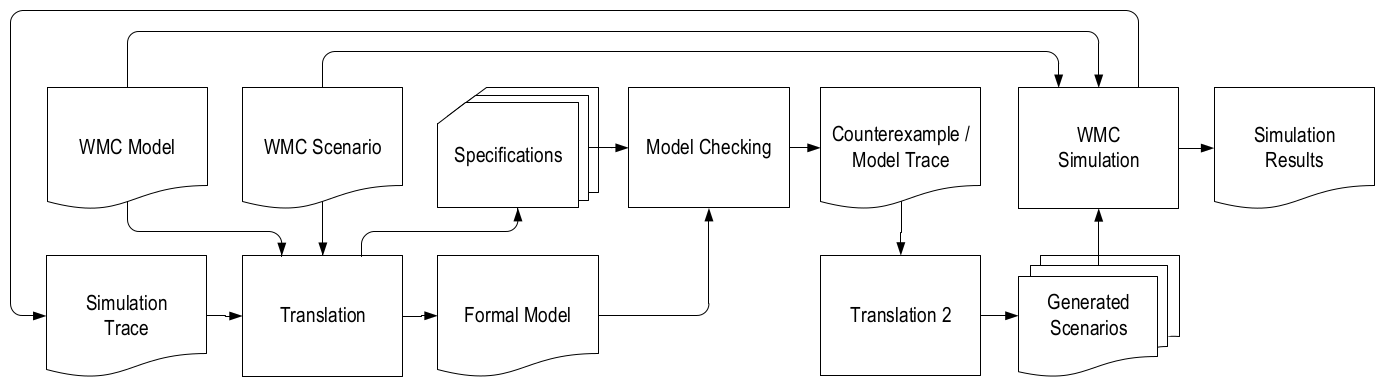 WMC Model
WMC Scenario
Specifications
Model Checking
Counterexample /
Model Trace
WMC
Simulation
Simulation
Results
Simulation
Trace
Translation
Formal Model
Translation 2
Generated
Scenarios